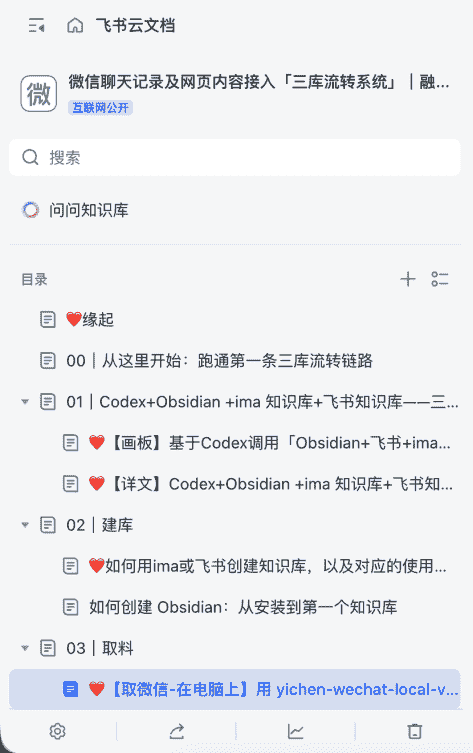 飞书云文档
微 微信聊天记录及网页内容接入「三库流转系统」｜融...
互联网公开
搜索
问问知识库
目录
❤️缘起
00｜从这里开始：跑通第一条三库流转链路
01｜Codex+Obsidian +ima 知识库+飞书知识库——三...
❤️【画板】基于Codex调用「Obsidian+飞书+ima...
❤️【详文】Codex+Obsidian +ima 知识库+飞书知...
02｜建库
❤️如何用ima或飞书创建知识库，以及对应的使用...
如何创建 Obsidian：从安装到第一个知识库
03｜取料
❤️【取微信-在电脑上】用 yichen-wechat-local-v...